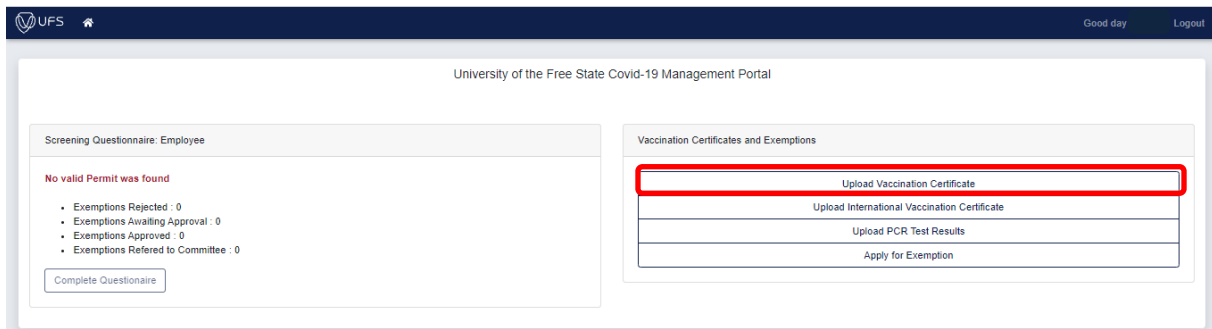 UFS
Good day
Logout
University of the Free State Covid-19 Management Portal
Screening Questionnaire: Employee
No valid Permit was found
Exemptions Rejected : 0
Exemptions Awaiting Approval : 0
Exemptions Approved : 0
Exemptions Refered to Committee : 0
Complete Questionaire
Vaccination Certificates and Exemptions
Upload Vaccination Certificate
Upload International Vaccination Certificate
Upload PCR Test Results
Apply for Exemption